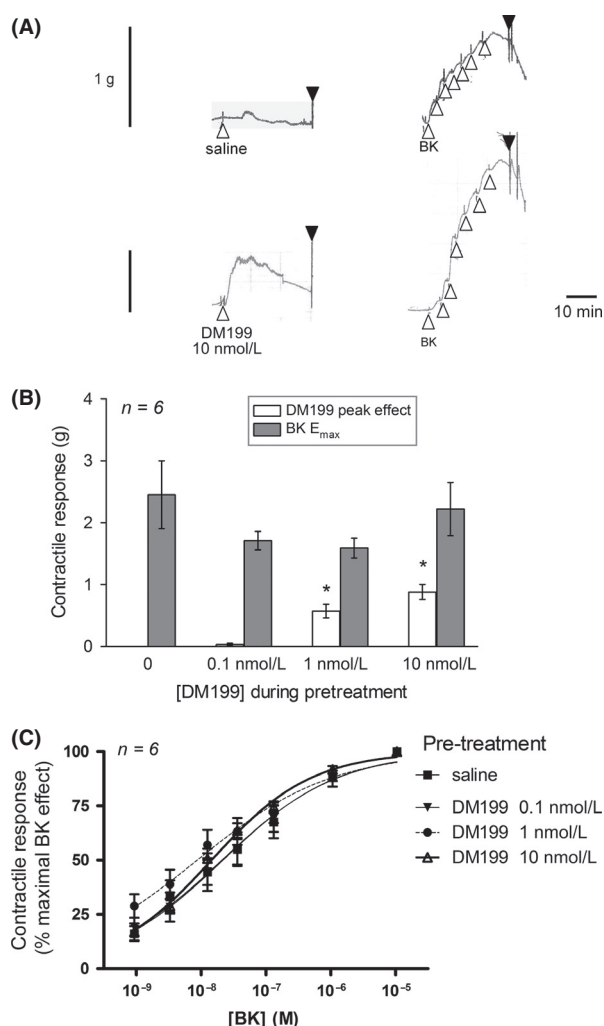 (A)
1 g
saline
BK
DM199
10 nmol/L
BK
10 min
(B)
n = 6
DM199 peak effect
BK Emax
Contractile response (g)
4
3
2
1
0
*
*
0
0.1 nmol/L
1 nmol/L
10 nmol/L
[DM199] during pretreatment
(C)
n = 6
Contractile response
(% maximal BK effect)
100
75
50
25
0
10⁻⁹
10⁻⁸
10⁻⁷
10⁻⁶
10⁻⁵
[BK] (M)
Pre-treatment
saline
DM199 0.1 nmol/L
DM199 1 nmol/L
DM199 10 nmol/L